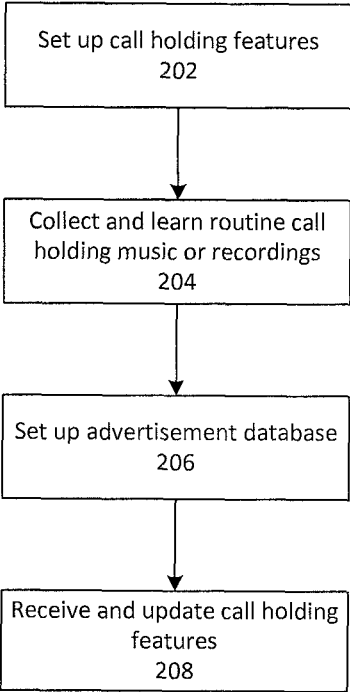 Set up call holding features
202
Collect and learn routine call
holding music or recordings
204
Set up advertisement database
206
Receive and update call holding
features
208